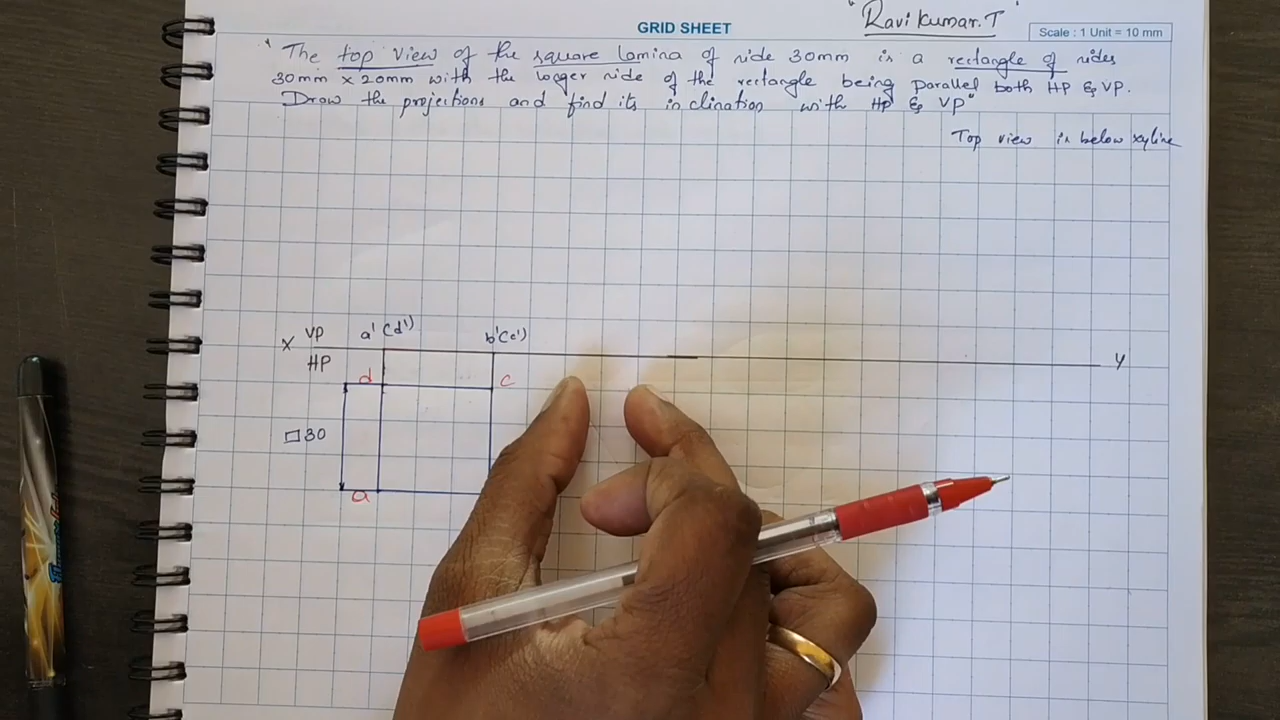 "Ravikumar.T"
GRID SHEET
Scale : 1 Unit = 10 mm
"The top view of the square lamina of side 30mm is a rectangle of sides
30mm x 20mm with the longer side of the rectangle being parallel both HP & VP.
Draw the projections and find its inclination with HP & VP"
Top view is below xy line
X VP a' (d') b'(c') Y
HP
d c
□30
a